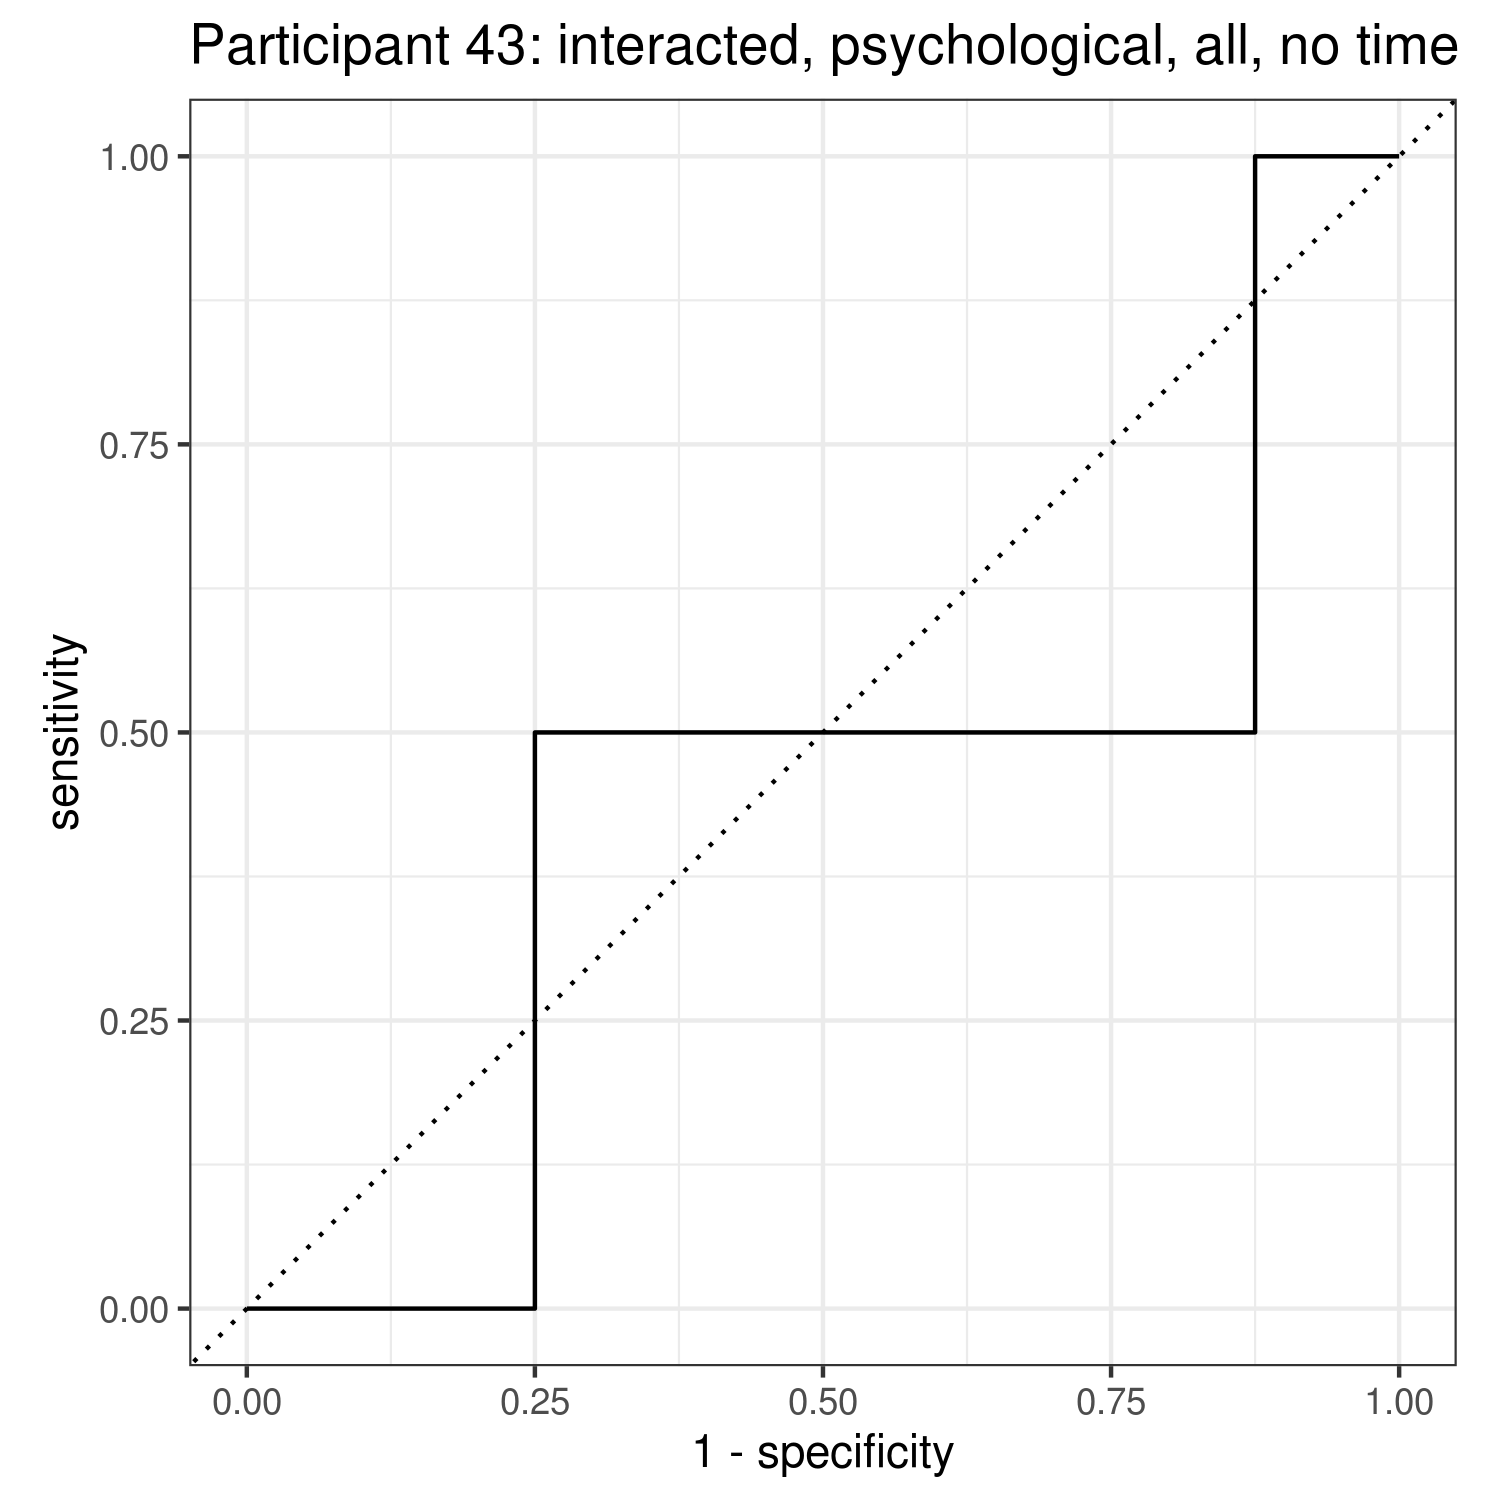 Participant 43: interacted, psychological, all, no time
1.00
0.75
0.50
0.25
0.00
sensitivity
0.00 0.25 0.50 0.75 1.00
1 - specificity